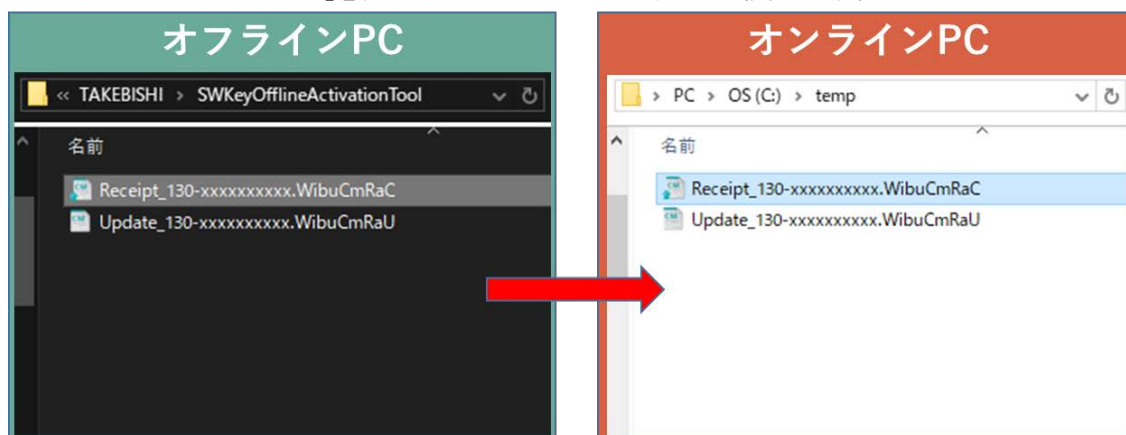 オフラインPC
« TAKEBISHI > SWKeyOfflineActivationTool
名前
Receipt_130-xxxxxxxxxx.WibuCmRaC
Update_130-xxxxxxxxxx.WibuCmRaU
オンラインPC
> PC > OS (C:) > temp
名前
Receipt_130-xxxxxxxxxx.WibuCmRaC
Update_130-xxxxxxxxxx.WibuCmRaU